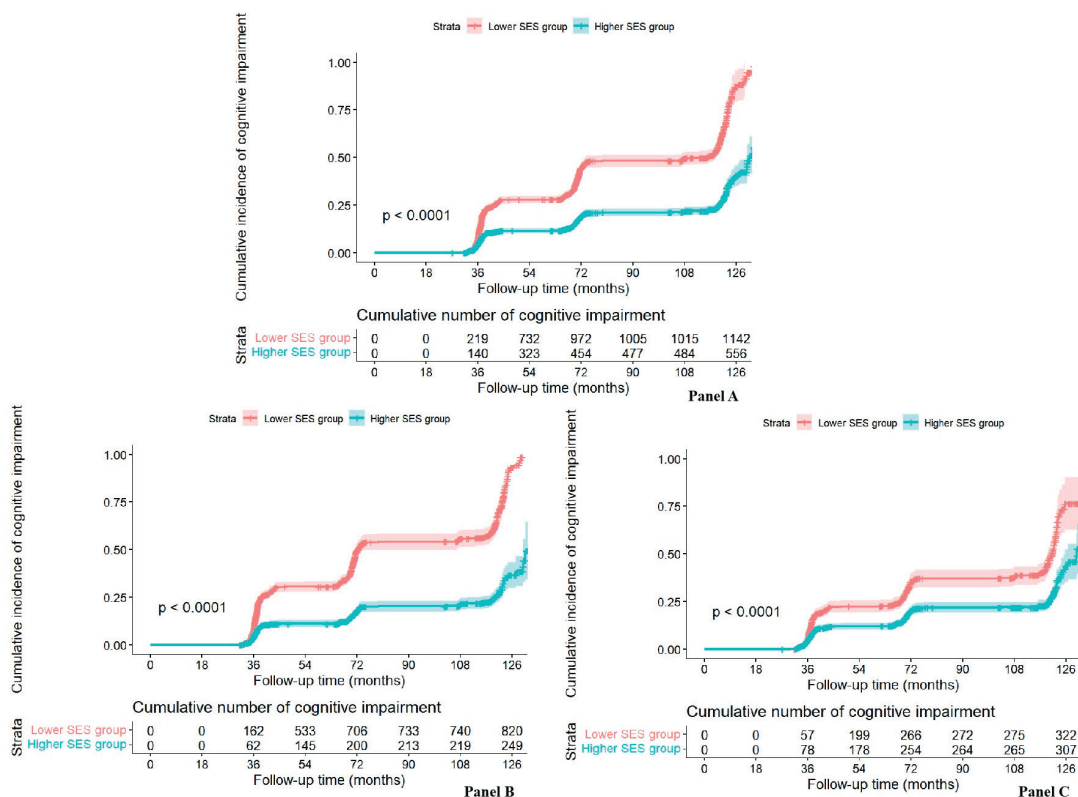 Strata Lower SES group Higher SES group
Cumulative incidence of cognitive impairment
1.00
0.75
0.50
0.25
0.00
p < 0.0001
0 18 36 54 72 90 108 126
Follow-up time (months)
Cumulative number of cognitive impairment
Strata
Lower SES group 0 0 219 732 972 1005 1015 1142
Higher SES group 0 0 140 323 454 477 484 556
0 18 36 54 72 90 108 126
Follow-up time (months)
Panel A
Strata Lower SES group Higher SES group
Cumulative incidence of cognitive impairment
1.00
0.75
0.50
0.25
0.00
p < 0.0001
0 18 36 54 72 90 108 126
Follow-up time (months)
Cumulative number of cognitive impairment
Strata
Lower SES group 0 0 162 533 706 733 740 820
Higher SES group 0 0 62 145 200 213 219 249
0 18 36 54 72 90 108 126
Follow-up time (months)
Panel B
Strata Lower SES group Higher SES group
Cumulative incidence of cognitive impairment
1.00
0.75
0.50
0.25
0.00
p < 0.0001
0 18 36 54 72 90 108 126
Follow-up time (months)
Cumulative number of cognitive impairment
Strata
Lower SES group 0 0 57 199 266 272 275 322
Higher SES group 0 0 78 178 254 264 265 307
0 18 36 54 72 90 108 126
Follow-up time (months)
Panel C